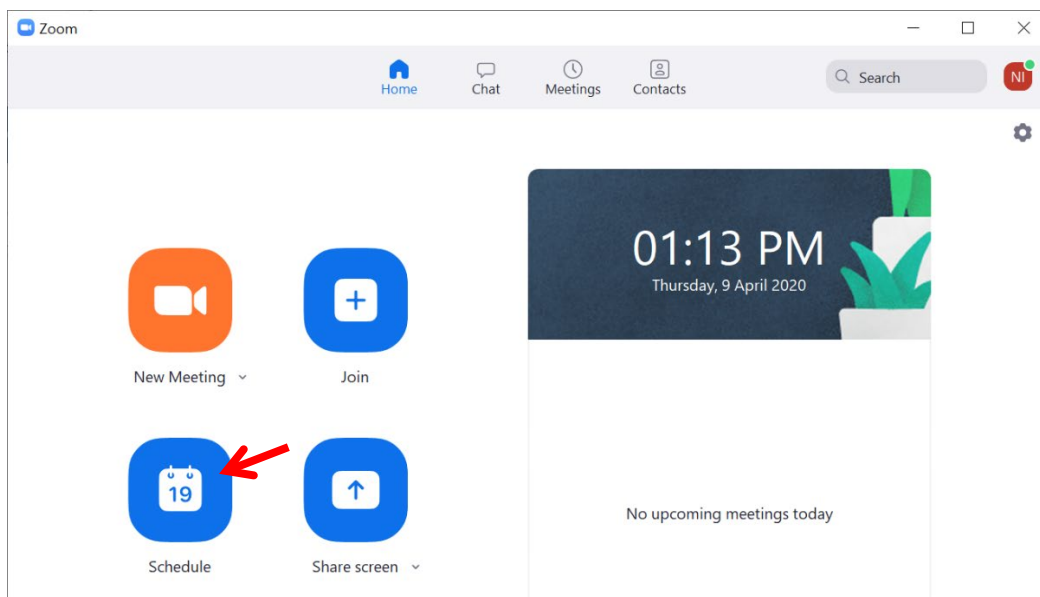 Zoom
Home Chat Meetings Contacts
Search
NI
01:13 PM
Thursday, 9 April 2020
New Meeting
Join
19
Schedule
Share screen
No upcoming meetings today